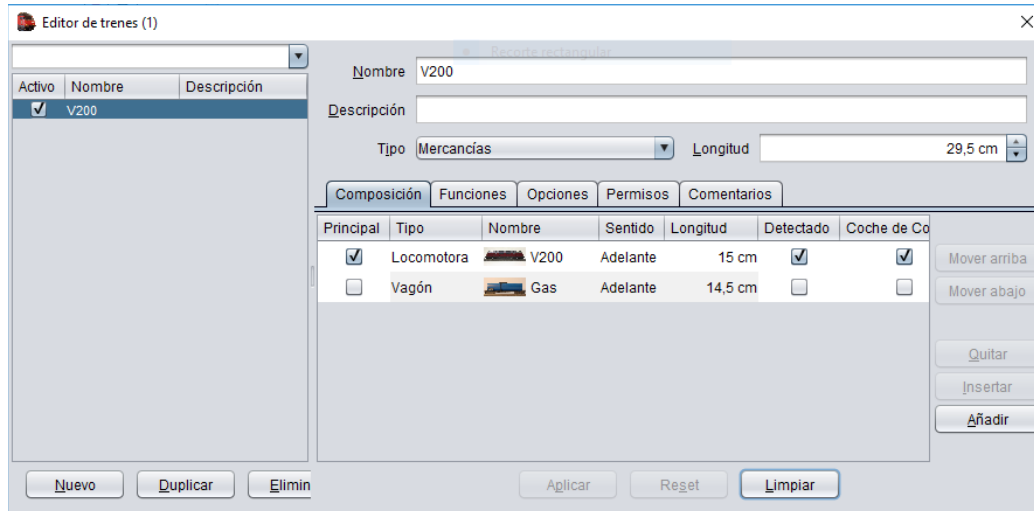 Editor de trenes (1)
Recorte rectangular
Nombre V200
Activo Nombre Descripción
V200
Descripción
Tipo Mercancías Longitud 29,5 cm
Composición Funciones Opciones Permisos Comentarios
Principal Tipo Nombre Sentido Longitud Detectado Coche de Co
Locomotora V200 Adelante 15 cm
Vagón Gas Adelante 14,5 cm
Mover arriba
Mover abajo
Quitar
Insertar
Añadir
Nuevo Duplicar Elimin Aplicar Reset Limpiar